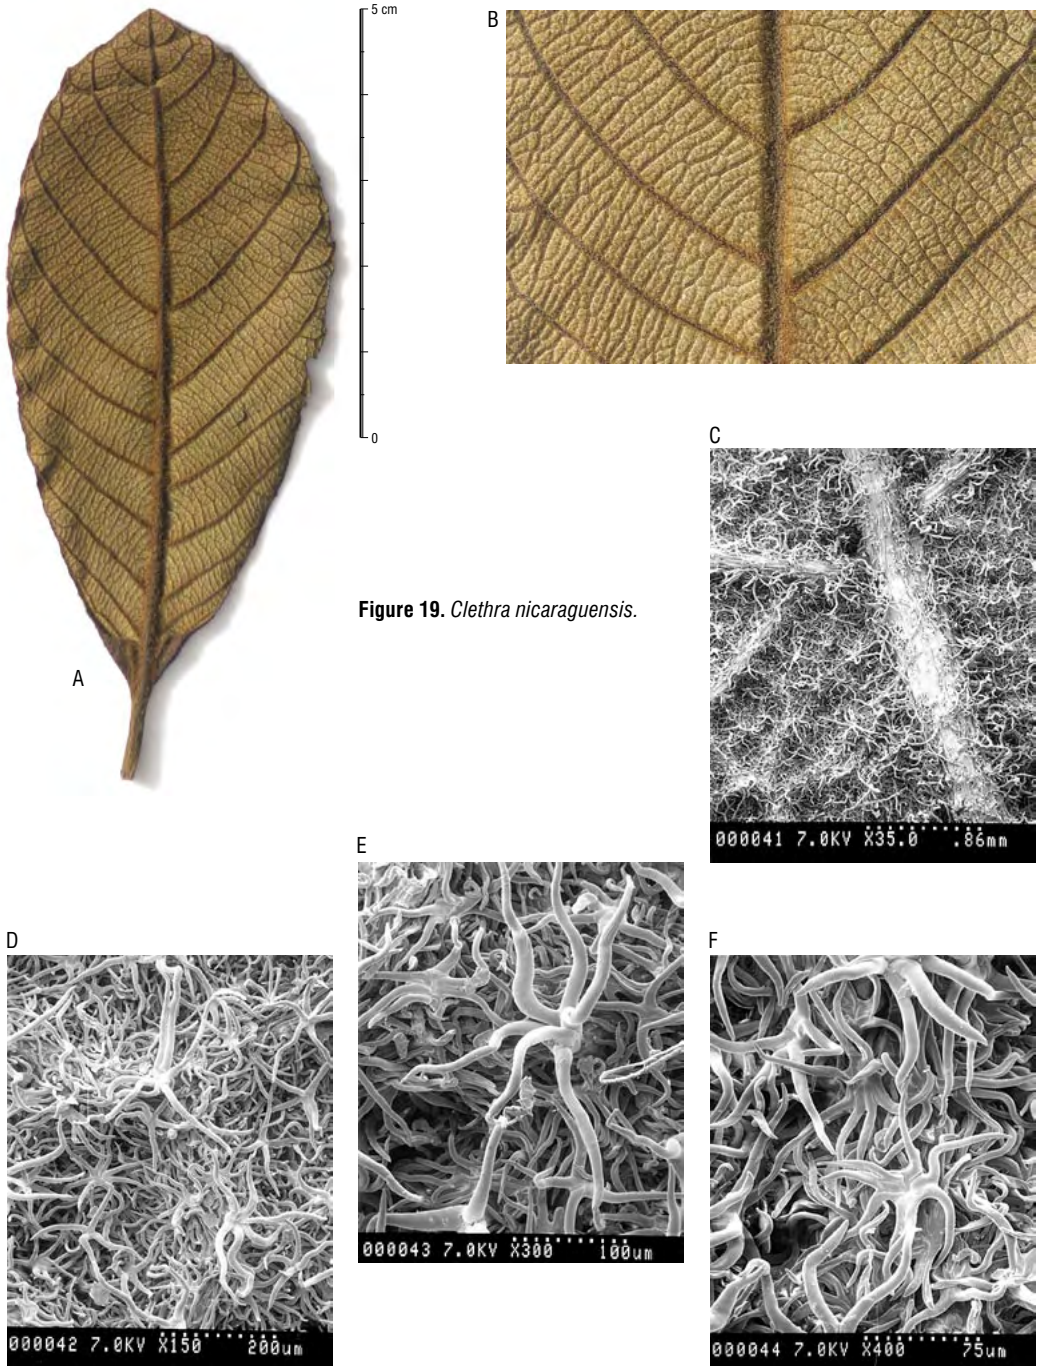 5 cm
B
0
C
Figure 19. Clethra nicaraguensis.
A
000041 7.0KV X35.0 .86mm
E
D
F
000043 7.0KV X300 100um
000042 7.0KV X150 200um
000044 7.0KV X400 75um